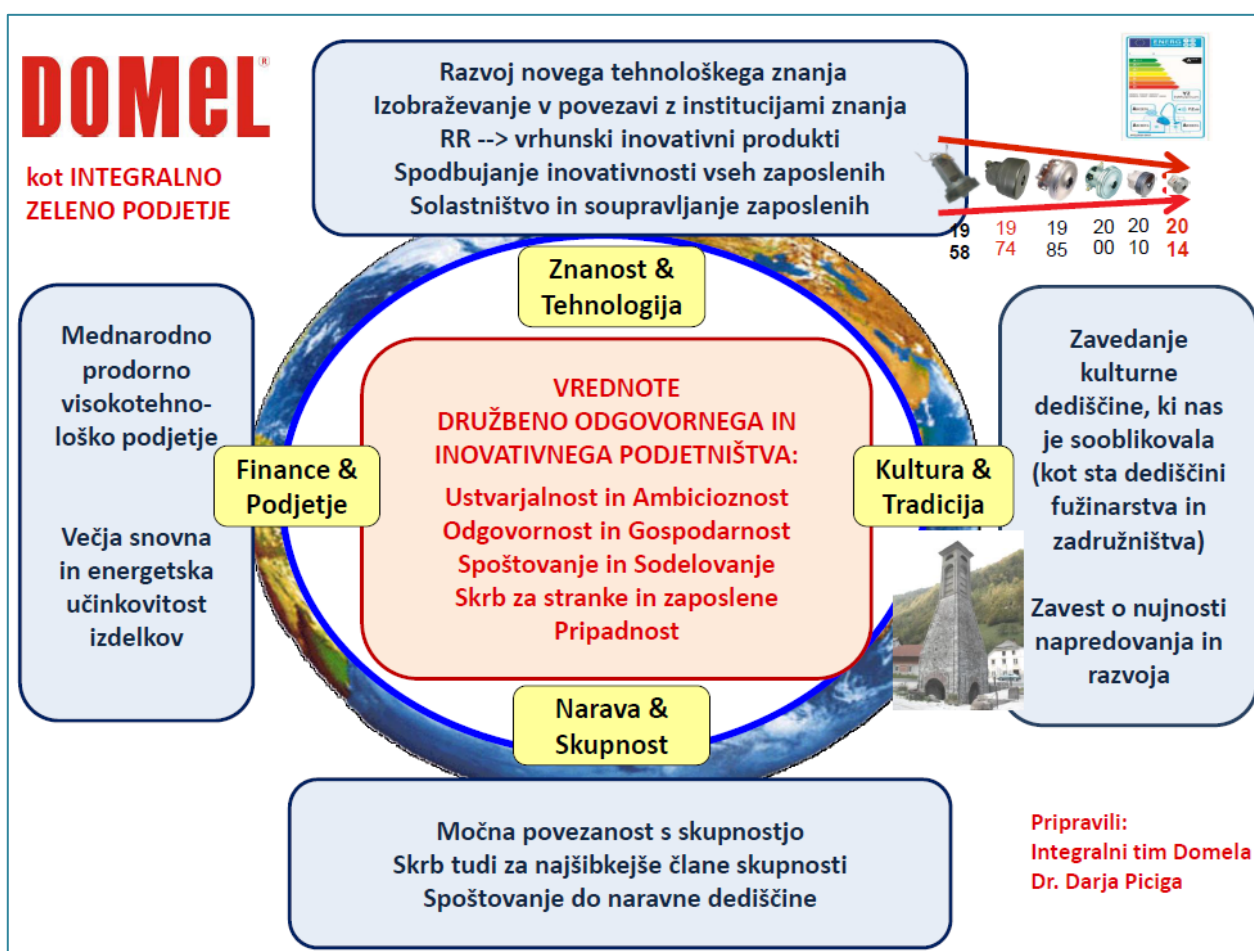 DOMEL®
kot INTEGRALNO
ZELENO PODJETJE
Razvoj novega tehnološkega znanja
Izobraževanje v povezavi z institucijami znanja
RR --> vrhunski inovativni produkti
Spodbujanje inovativnosti vseh zaposlenih
Solastništvo in soupravljanje zaposlenih
ENERG
19 19 19 20 20 20
58 74 85 00 10 14
Znanost &
Tehnologija
Mednarodno
prodorno
visokotehno-
loško podjetje
Večja snovna
in energetska
učinkovitost
izdelkov
Finance &
Podjetje
VREDNOTE
DRUŽBENO ODGOVORNEGA IN
INOVATIVNEGA PODJETNIŠTVA:
Ustvarjalnost in Ambicioznost
Odgovornost in Gospodarnost
Spoštovanje in Sodelovanje
Skrb za stranke in zaposlene
Pripadnost
Kultura &
Tradicija
Zavedanje
kulturne
dediščine, ki nas
je sooblikovala
(kot sta dediščini
fužinarstva in
zadružništva)
Zavest o nujnosti
napredovanja in
razvoja
Narava &
Skupnost
Močna povezanost s skupnostjo
Skrb tudi za najšibkejše člane skupnosti
Spoštovanje do naravne dediščine
Pripravili:
Integralni tim Domela
Dr. Darja Piciga